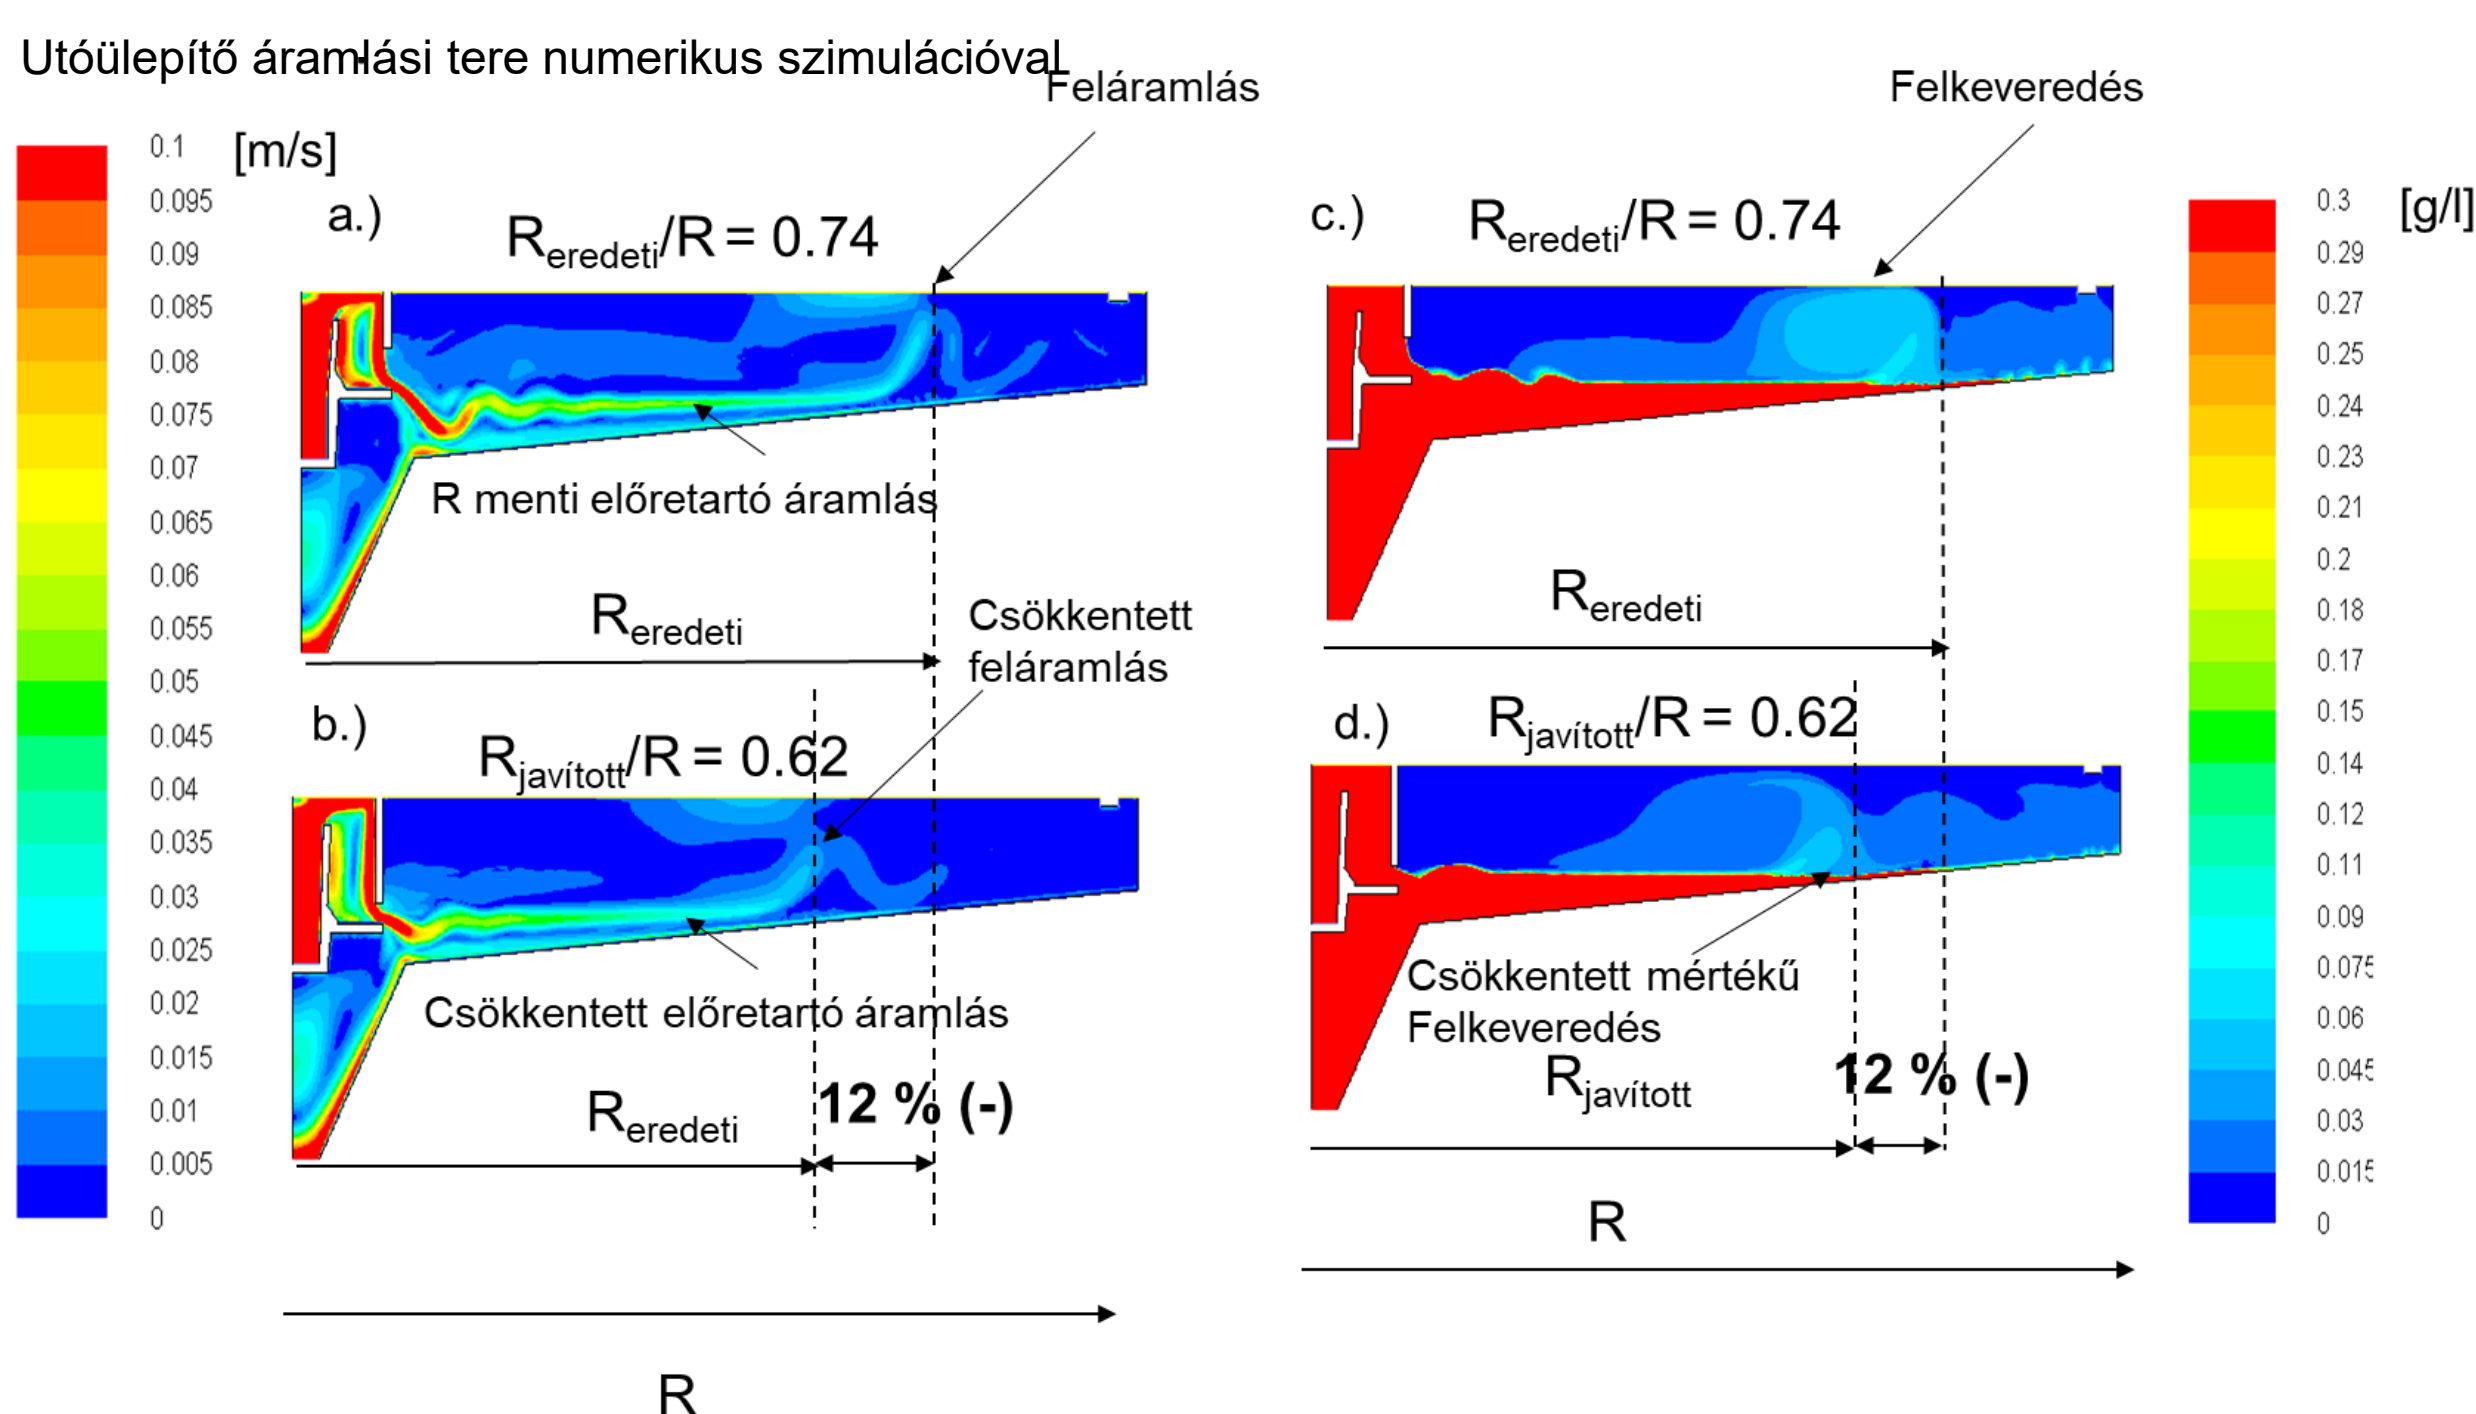 Utóülepítő áramlási tere numerikus szimulációval
Feláramlás
Felkeveredés
[m/s]
0.1
0.095
0.09
0.085
0.08
0.075
0.07
0.065
0.06
0.055
0.05
0.045
0.04
0.035
0.03
0.025
0.02
0.015
0.01
0.005
0
a.)
Reredeti/R = 0.74
R menti előretartó áramlás
Reredeti
Csökkentett
feláramlás
b.)
Rjavított/R = 0.62
Csökkentett előretartó áramlás
Reredeti
12 % (-)
R
c.)
Reredeti/R = 0.74
Reredeti
d.)
Rjavított/R = 0.62
Csökkentett mértékű
Felkeveredés
Rjavított
12 % (-)
R
[g/l]
0.3
0.29
0.27
0.25
0.24
0.23
0.21
0.2
0.18
0.17
0.15
0.14
0.12
0.11
0.09
0.075
0.06
0.045
0.03
0.015
0